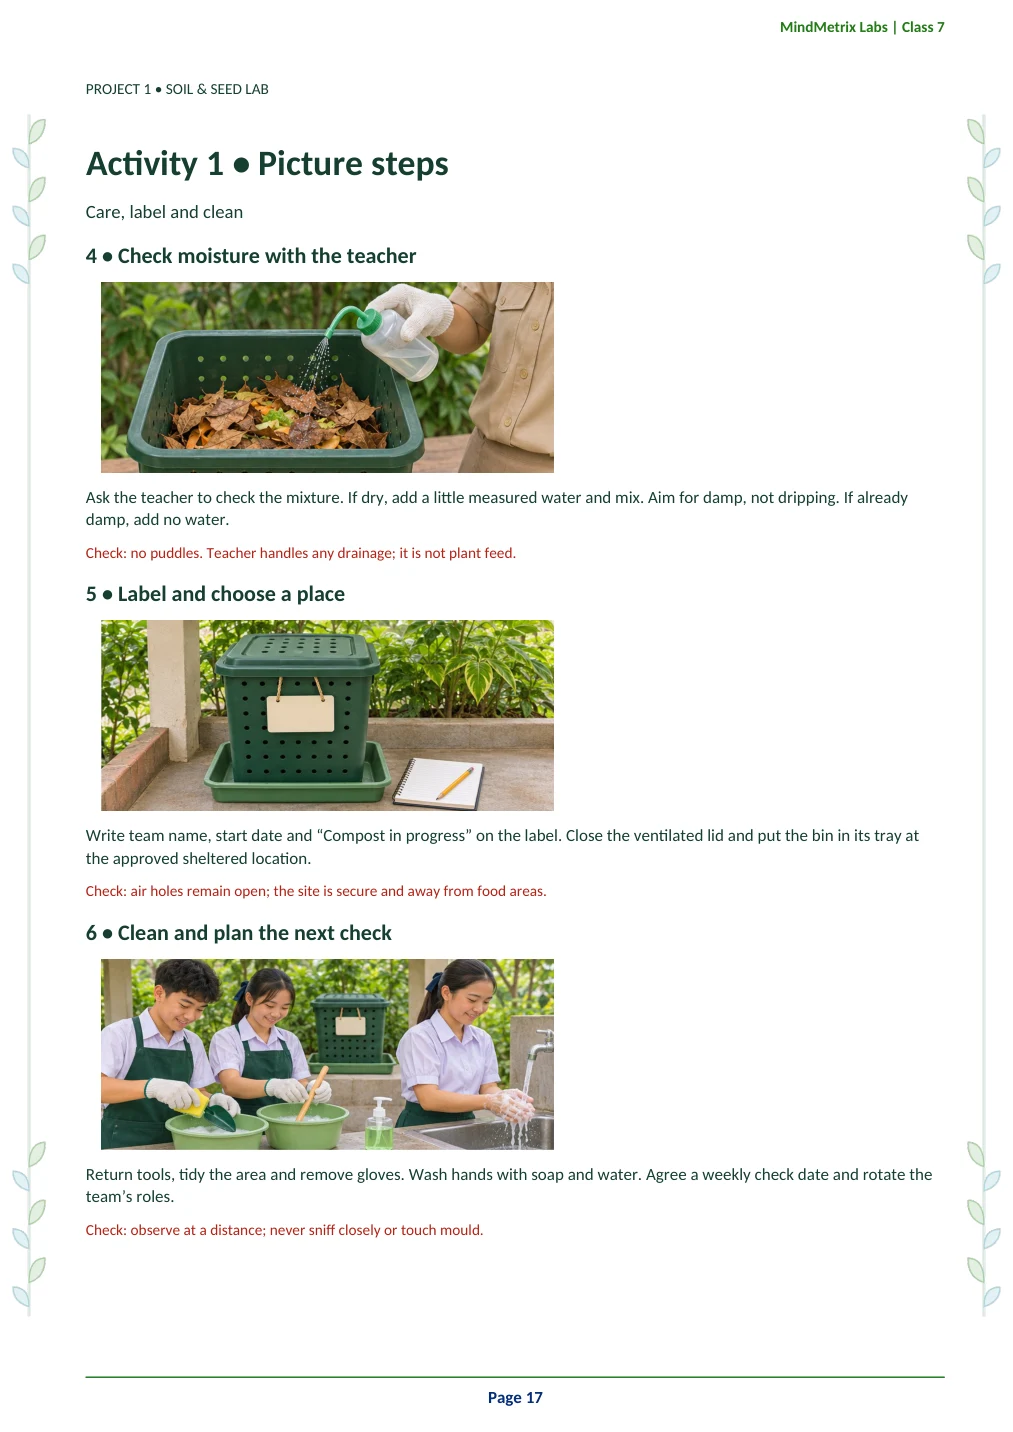 MindMetrix Labs | Class 7
PROJECT 1 • SOIL & SEED LAB
Activity 1 • Picture steps
Care, label and clean
4 • Check moisture with the teacher
Ask the teacher to check the mixture. If dry, add a little measured water and mix. Aim for damp, not dripping. If already
damp, add no water.
Check: no puddles. Teacher handles any drainage; it is not plant feed.
5 • Label and choose a place
Write team name, start date and “Compost in progress” on the label. Close the ventilated lid and put the bin in its tray at
the approved sheltered location.
Check: air holes remain open; the site is secure and away from food areas.
6 • Clean and plan the next check
Return tools, tidy the area and remove gloves. Wash hands with soap and water. Agree a weekly check date and rotate the
team’s roles.
Check: observe at a distance; never sniff closely or touch mould.
Page 17